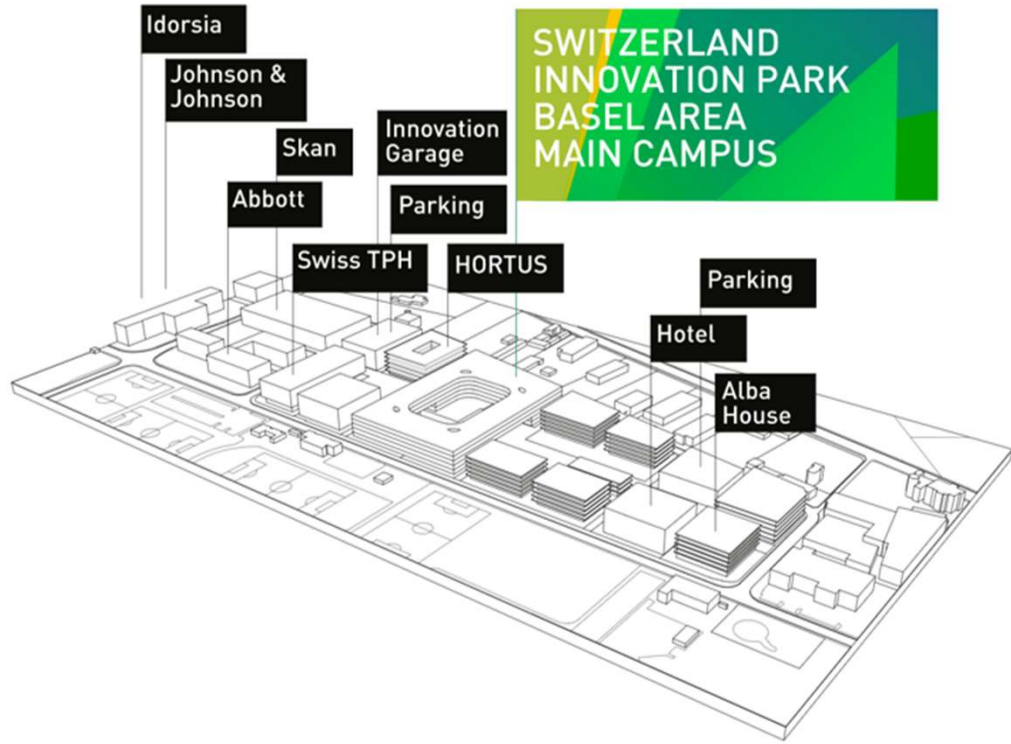 Idorsia
Johnson &
Johnson
Skan
Innovation
Garage
Abbott
Parking
Swiss TPH
HORTUS
SWITZERLAND
INNOVATION PARK
BASEL AREA
MAIN CAMPUS
Parking
Hotel
Alba
House